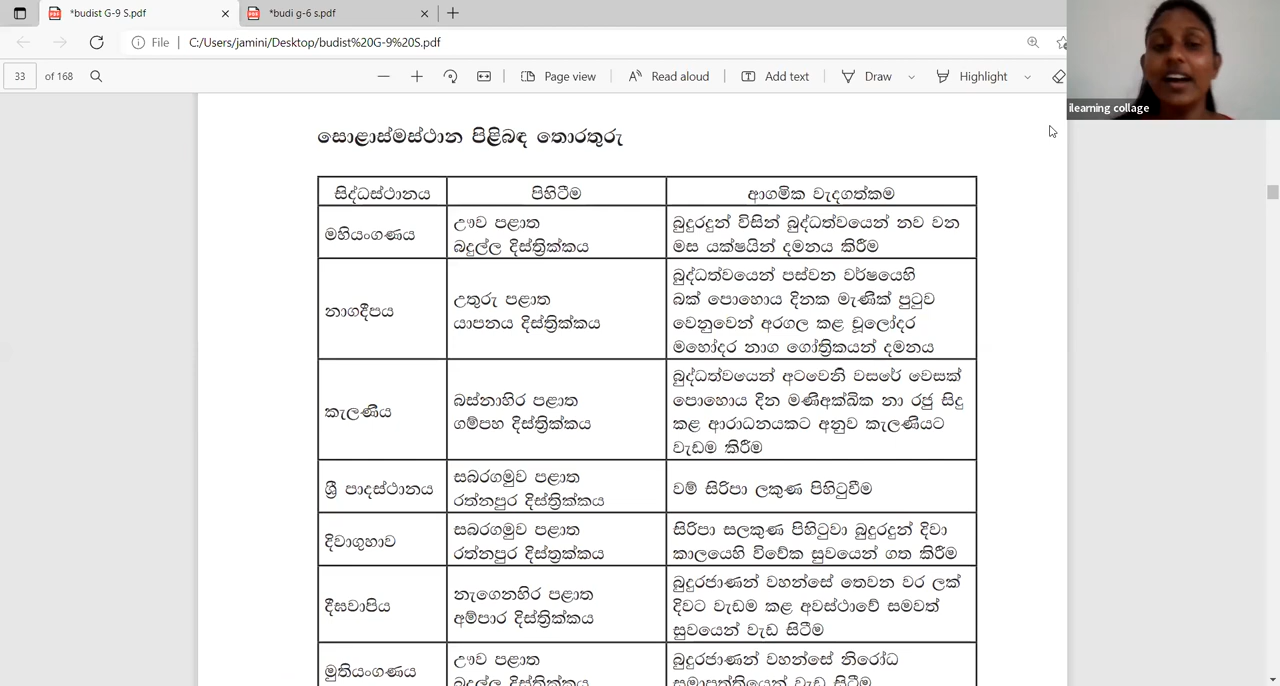 *budist G-9 S.pdf
*budi g-6 s.pdf
File
C:/Users/jamini/Desktop/budist%20G-9%20S.pdf
33 of 168
Page view
Read aloud
Add text
Draw
Highlight
ilearning collage
සොළාස්මස්ථාන පිළිබඳ තොරතුරු
සිද්ධස්ථානය
පිහිටීම
ආගමික වැදගත්කම
මහියංගණය
ඌව පළාත
බදුල්ල දිස්ත්‍රික්කය
බුදුරදුන් විසින් බුද්ධත්වයෙන් නව වන
මස යක්ෂයින් දමනය කිරීම
නාගදීපය
උතුරු පළාත
යාපනය දිස්ත්‍රික්කය
බුද්ධත්වයෙන් පස්වන වර්ෂයෙහි
බක් පොහොය දිනක මැණික් පුටුව
වෙනුවෙන් අරගල කළ චූලෝදර
මහෝදර නාග ගෝත්‍රිකයන් දමනය
කැලණිය
බස්නාහිර පළාත
ගම්පහ දිස්ත්‍රික්කය
බුද්ධත්වයෙන් අටවෙනි වසරේ වෙසක්
පොහොය දින මණිඅක්ඛික නා රජු සිදු
කළ ආරාධනයකට අනුව කැලණියට
වැඩම කිරීම
ශ්‍රී පාදස්ථානය
සබරගමුව පළාත
රත්නපුර දිස්ත්‍රික්කය
වම් සිරිපා ලකුණ පිහිටුවීම
දිවාගුහාව
සබරගමුව පළාත
රත්නපුර දිස්ත්‍රක්කය
සිරිපා සලකුණ පිහිටුවා බුදුරදුන් දිවා
කාලයෙහි විවේක සුවයෙන් ගත කිරීම
දීඝවාපිය
නැගෙනහිර පළාත
අම්පාර දිස්ත්‍රික්කය
බුදුරජාණන් වහන්සේ තෙවන වර ලක්
දිවට වැඩම කළ අවස්ථාවේ සමවත්
සුවයෙන් වැඩ සිටීම
මුතියංගණය
ඌව පළාත
බදුල්ල දිස්ත්‍රික්කය
බුදුරජාණන් වහන්සේ නිරෝධ
සමාපත්තියෙන් වැඩ සිටීම